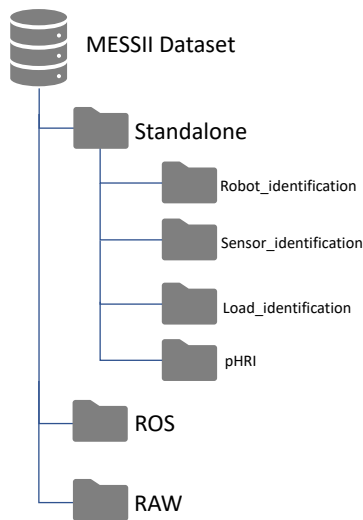 MESSII Dataset
Standalone
Robot_identification
Sensor_identification
Load_identification
pHRI
ROS
RAW